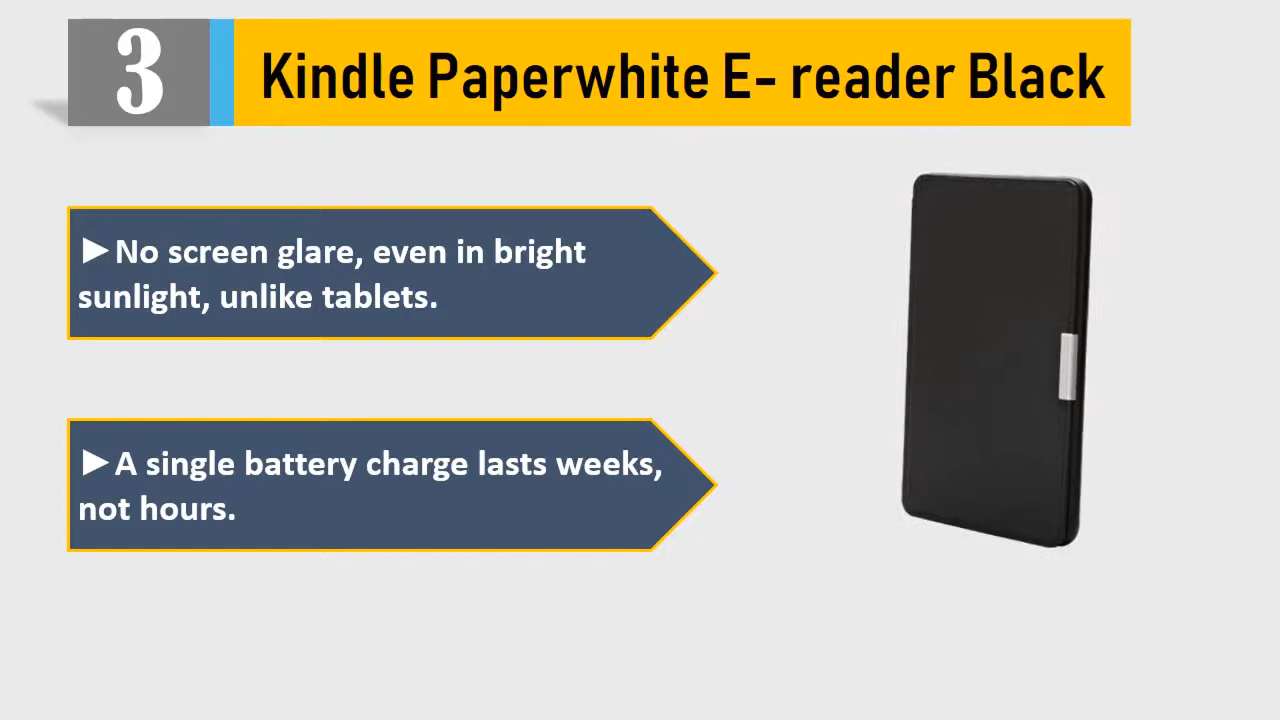 3
Kindle Paperwhite E- reader Black
►No screen glare, even in bright
sunlight, unlike tablets.
►A single battery charge lasts weeks,
not hours.